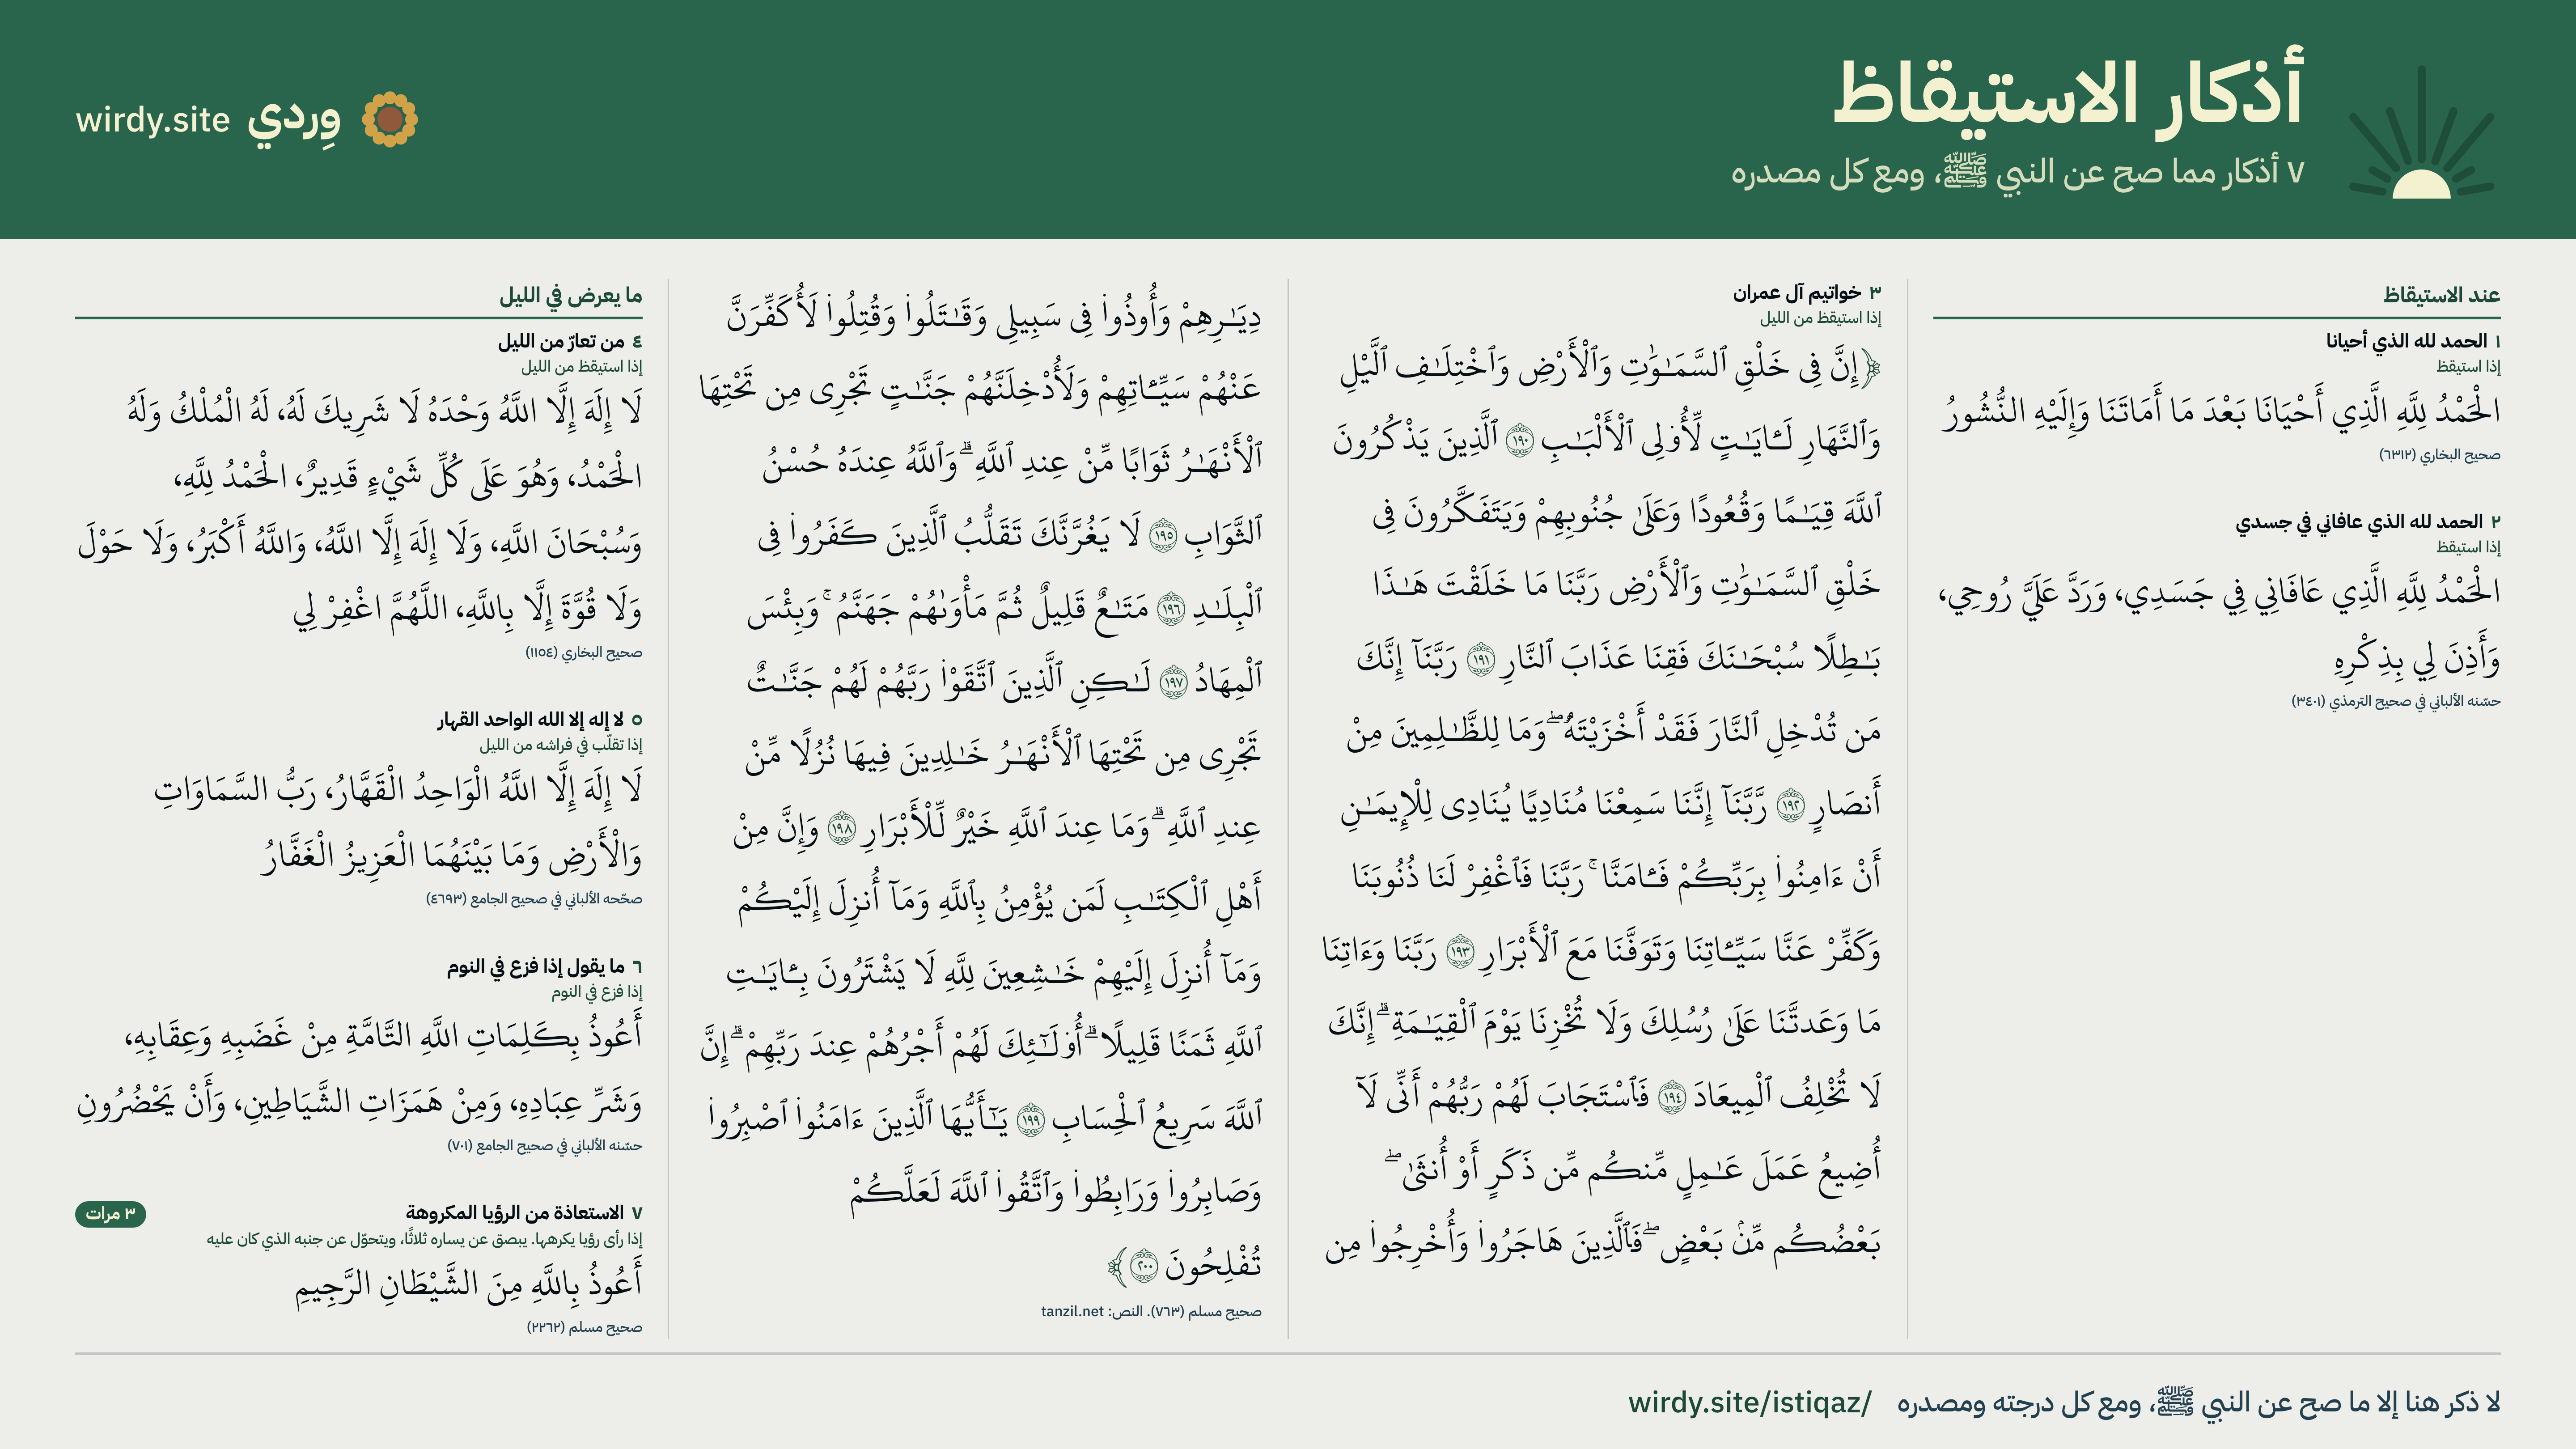 أذكار الاستيقاظ
٧ أذكار مما صح عن النبي ﷺ، ومع كل مصدره
وِردي wirdy.site
عند الاستيقاظ
١ الحمد لله الذي أحيانا
إذا استيقظ
الْحَمْدُ لِلَّهِ الَّذِي أَحْيَانَا بَعْدَ مَا أَمَاتَنَا وَإِلَيْهِ النُّشُورُ
صحيح البخاري (٦٣١٢)
٢ الحمد لله الذي عافاني في جسدي
إذا استيقظ
الْحَمْدُ لِلَّهِ الَّذِي عَافَانِي فِي جَسَدِي، وَرَدَّ عَلَيَّ رُوحِي،
وَأَذِنَ لِي بِذِكْرِهِ
حسّنه الألباني في صحيح الترمذي (٣٤٠١)
٣ خواتيم آل عمران
إذا استيقظ من الليل
﴿إِنَّ فِى خَلْقِ ٱلسَّمَـٰوَٰتِ وَٱلْأَرْضِ وَٱخْتِلَـٰفِ ٱلَّيْلِ
وَٱلنَّهَارِ لَـَٔايَـٰتٍ لِّأُو۟لِى ٱلْأَلْبَـٰبِ ١٩٠ ٱلَّذِينَ يَذْكُرُونَ
ٱللَّهَ قِيَـٰمًا وَقُعُودًا وَعَلَىٰ جُنُوبِهِمْ وَيَتَفَكَّرُونَ فِى
خَلْقِ ٱلسَّمَـٰوَٰتِ وَٱلْأَرْضِ رَبَّنَا مَا خَلَقْتَ هَـٰذَا
بَـٰطِلًا سُبْحَـٰنَكَ فَقِنَا عَذَابَ ٱلنَّارِ ١٩١ رَبَّنَآ إِنَّكَ
مَن تُدْخِلِ ٱلنَّارَ فَقَدْ أَخْزَيْتَهُۥ ۖ وَمَا لِلظَّـٰلِمِينَ مِنْ
أَنصَارٍ ١٩٢ رَّبَّنَآ إِنَّنَا سَمِعْنَا مُنَادِيًا يُنَادِى لِلْإِيمَـٰنِ
أَنْ ءَامِنُوا۟ بِرَبِّكُمْ فَـَٔامَنَّا ۚ رَبَّنَا فَٱغْفِرْ لَنَا ذُنُوبَنَا
وَكَفِّرْ عَنَّا سَيِّـَٔاتِنَا وَتَوَفَّنَا مَعَ ٱلْأَبْرَارِ ١٩٣ رَبَّنَا وَءَاتِنَا
مَا وَعَدتَّنَا عَلَىٰ رُسُلِكَ وَلَا تُخْزِنَا يَوْمَ ٱلْقِيَـٰمَةِ ۗ إِنَّكَ
لَا تُخْلِفُ ٱلْمِيعَادَ ١٩٤ فَٱسْتَجَابَ لَهُمْ رَبُّهُمْ أَنِّى لَآ
أُضِيعُ عَمَلَ عَـٰمِلٍ مِّنكُم مِّن ذَكَرٍ أَوْ أُنثَىٰ ۖ
بَعْضُكُم مِّنۢ بَعْضٍ ۖ فَٱلَّذِينَ هَاجَرُوا۟ وَأُخْرِجُوا۟ مِن
دِيَـٰرِهِمْ وَأُوذُوا۟ فِى سَبِيلِى وَقَـٰتَلُوا۟ وَقُتِلُوا۟ لَأُكَفِّرَنَّ
عَنْهُمْ سَيِّـَٔاتِهِمْ وَلَأُدْخِلَنَّهُمْ جَنَّـٰتٍ تَجْرِى مِن تَحْتِهَا
ٱلْأَنْهَـٰرُ ثَوَابًا مِّنْ عِندِ ٱللَّهِ ۗ وَٱللَّهُ عِندَهُۥ حُسْنُ
ٱلثَّوَابِ ١٩٥ لَا يَغُرَّنَّكَ تَقَلُّبُ ٱلَّذِينَ كَفَرُوا۟ فِى
ٱلْبِلَـٰدِ ١٩٦ مَتَـٰعٌ قَلِيلٌ ثُمَّ مَأْوَىٰهُمْ جَهَنَّمُ ۚ وَبِئْسَ
ٱلْمِهَادُ ١٩٧ لَـٰكِنِ ٱلَّذِينَ ٱتَّقَوْا۟ رَبَّهُمْ لَهُمْ جَنَّـٰتٌ
تَجْرِى مِن تَحْتِهَا ٱلْأَنْهَـٰرُ خَـٰلِدِينَ فِيهَا نُزُلًا مِّنْ
عِندِ ٱللَّهِ ۗ وَمَا عِندَ ٱللَّهِ خَيْرٌ لِّلْأَبْرَارِ ١٩٨ وَإِنَّ مِنْ
أَهْلِ ٱلْكِتَـٰبِ لَمَن يُؤْمِنُ بِٱللَّهِ وَمَآ أُنزِلَ إِلَيْكُمْ
وَمَآ أُنزِلَ إِلَيْهِمْ خَـٰشِعِينَ لِلَّهِ لَا يَشْتَرُونَ بِـَٔايَـٰتِ
ٱللَّهِ ثَمَنًا قَلِيلًا ۗ أُو۟لَـٰٓئِكَ لَهُمْ أَجْرُهُمْ عِندَ رَبِّهِمْ ۗ إِنَّ
ٱللَّهَ سَرِيعُ ٱلْحِسَابِ ١٩٩ يَـٰٓأَيُّهَا ٱلَّذِينَ ءَامَنُوا۟ ٱصْبِرُوا۟
وَصَابِرُوا۟ وَرَابِطُوا۟ وَٱتَّقُوا۟ ٱللَّهَ لَعَلَّكُمْ
تُفْلِحُونَ ٢٠٠﴾
صحيح مسلم (٧٦٣). النص: tanzil.net
ما يعرض في الليل
٤ من تعارّ من الليل
إذا استيقظ من الليل
لَا إِلَهَ إِلَّا اللَّهُ وَحْدَهُ لَا شَرِيكَ لَهُ، لَهُ الْمُلْكُ وَلَهُ
الْحَمْدُ، وَهُوَ عَلَى كُلِّ شَيْءٍ قَدِيرٌ، الْحَمْدُ لِلَّهِ،
وَسُبْحَانَ اللَّهِ، وَلَا إِلَهَ إِلَّا اللَّهُ، وَاللَّهُ أَكْبَرُ، وَلَا حَوْلَ
وَلَا قُوَّةَ إِلَّا بِاللَّهِ، اللَّهُمَّ اغْفِرْ لِي
صحيح البخاري (١١٥٤)
٥ لا إله إلا الله الواحد القهار
إذا تقلّب في فراشه من الليل
لَا إِلَهَ إِلَّا اللَّهُ الْوَاحِدُ الْقَهَّارُ، رَبُّ السَّمَاوَاتِ
وَالْأَرْضِ وَمَا بَيْنَهُمَا الْعَزِيزُ الْغَفَّارُ
صحّحه الألباني في صحيح الجامع (٤٦٩٣)
٦ ما يقول إذا فزع في النوم
إذا فزع في النوم
أَعُوذُ بِكَلِمَاتِ اللَّهِ التَّامَّةِ مِنْ غَضَبِهِ وَعِقَابِهِ،
وَشَرِّ عِبَادِهِ، وَمِنْ هَمَزَاتِ الشَّيَاطِينِ، وَأَنْ يَحْضُرُونِ
حسّنه الألباني في صحيح الجامع (٧٠١)
٧ الاستعاذة من الرؤيا المكروهة ٣ مرات
إذا رأى رؤيا يكرهها. يبصق عن يساره ثلاثًا، ويتحوّل عن جنبه الذي كان عليه
أَعُوذُ بِاللَّهِ مِنَ الشَّيْطَانِ الرَّجِيمِ
صحيح مسلم (٢٢٦٢)
لا ذكر هنا إلا ما صح عن النبي ﷺ، ومع كل درجته ومصدره wirdy.site/istiqaz/